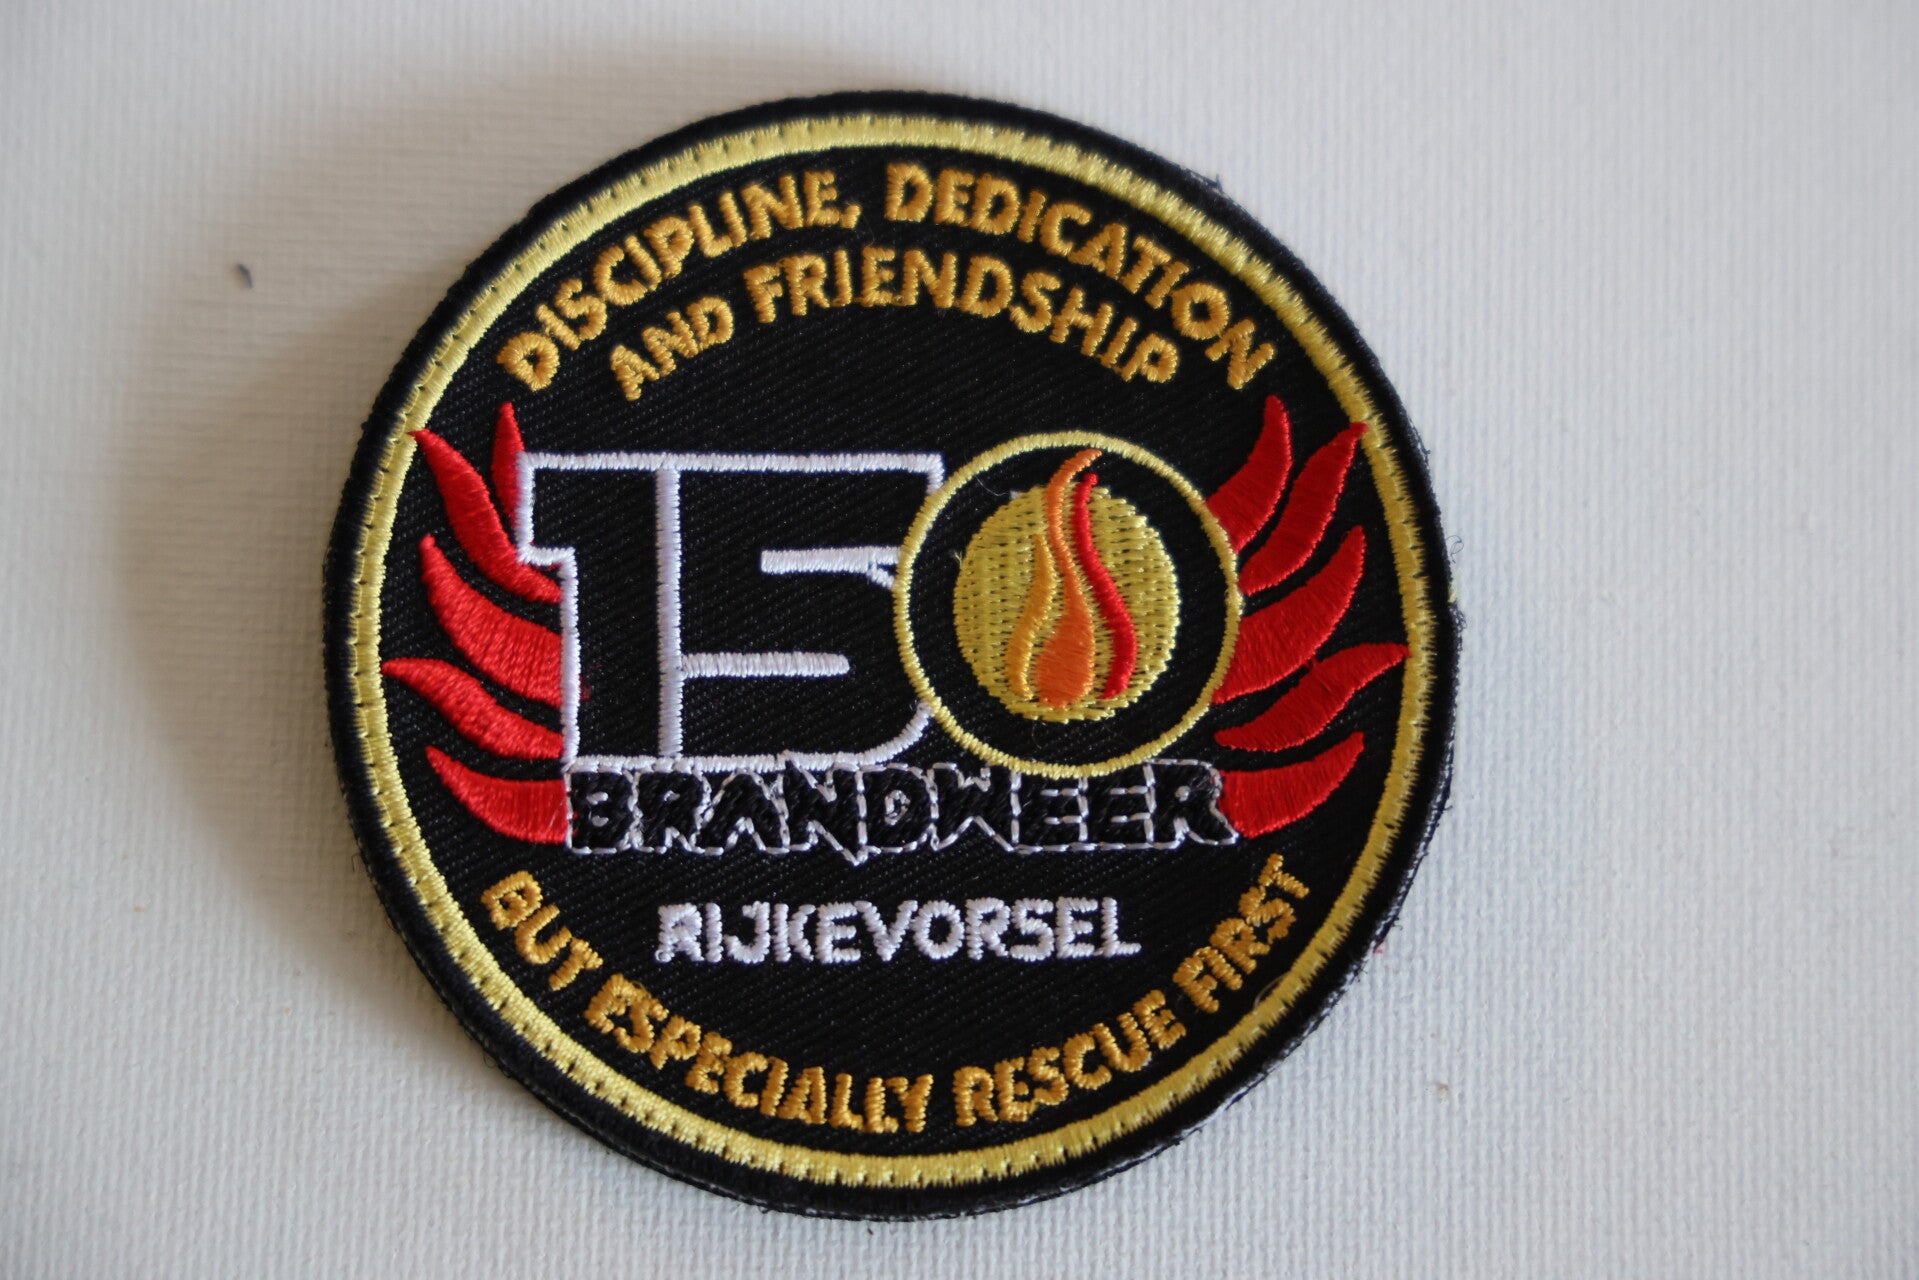 DISCIPLINE, DEDICATION
AND FRIENDSHIP
150
BRANDWEER
RIJKEVORSEL
BUT ESPECIALLY RESCUE FIRST